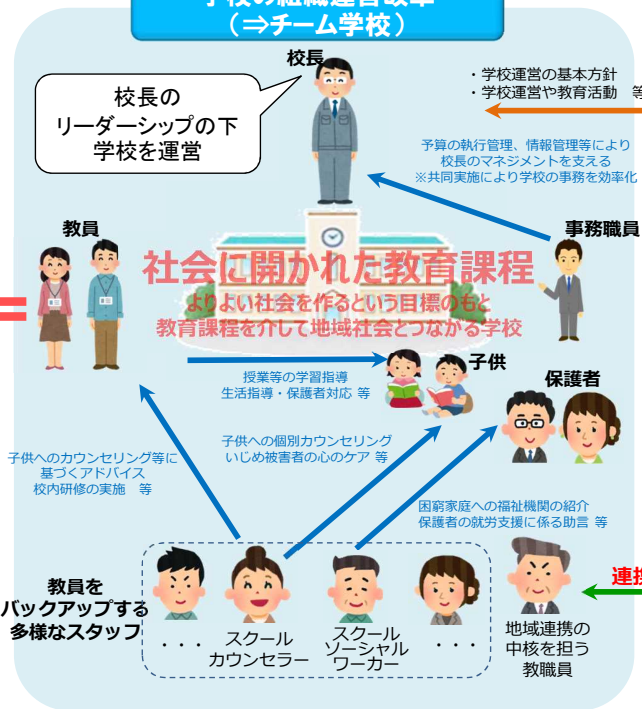 学校の組織運営改革
（⇒チーム学校）
校長
校長の
リーダーシップの下
学校を運営
・学校運営の基本方針
・学校運営や教育活動　等
予算の執行管理、情報管理等により
校長のマネジメントを支える
※共同実施により学校の事務を効率化
教員
事務職員
社会に開かれた教育課程
よりよい社会を作るという目標のもと
教育課程を介して地域社会とつながる学校
＝
授業等の学習指導
生活指導・保護者対応 等
子供
保護者
子供へのカウンセリング等に
基づくアドバイス
校内研修の実施　等
子供への個別カウンセリング
いじめ被害者の心のケア 等
困窮家庭への福祉機関の紹介
保護者の就労支援に係る助言 等
教員を
バックアップする
多様なスタッフ
・・・
スクール
カウンセラー
スクール
ソーシャル
ワーカー
・・・
地域連携の
中核を担う
教職員
連携